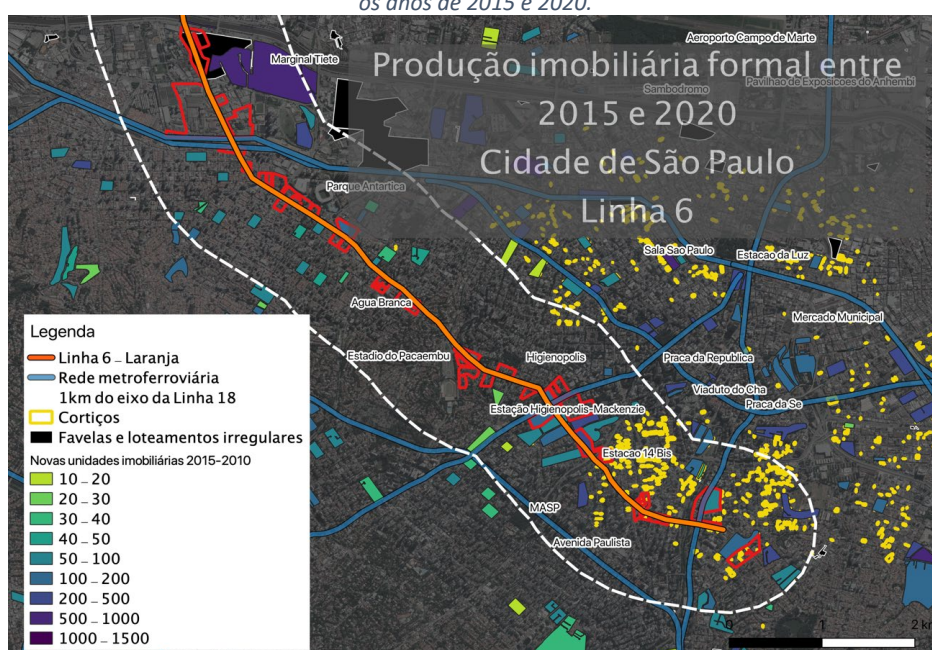 os anos de 2015 e 2020.
Produção imobiliária formal entre
2015 e 2020
Cidade de São Paulo
Linha 6
Aeroporto Campo de Marte
Marginal Tiete
Sambodromo
Pavilhao de Exposicoes do Anhembi
Parque Antartica
Sala Sao Paulo
Estacao da Luz
Mercado Municipal
Agua Branca
Estadio do Pacaembu
Higienopolis
Praca da Republica
Viaduto do Cha
Praca da Se
Estação Higienopolis-Mackenzie
Estacao 14 Bis
MASP
Avenida Paulista
Legenda
Linha 6 – Laranja
Rede metroferroviária
1km do eixo da Linha 18
Cortiços
Favelas e loteamentos irregulares
Novas unidades imobiliárias 2015-2010
10 – 20
20 – 30
30 – 40
40 – 50
50 – 100
100 – 200
200 – 500
500 – 1000
1000 – 1500
0 1 2 km